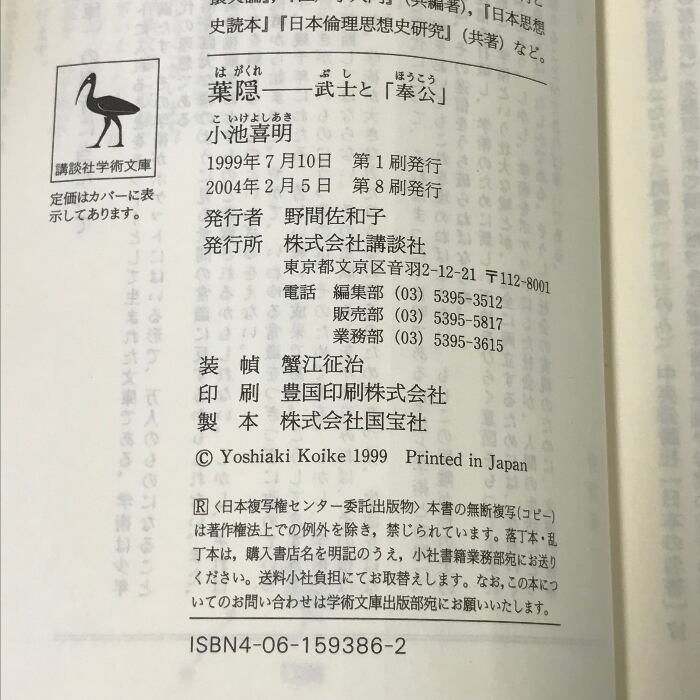 』,『日本思想
史読本』『日本倫理思想史研究』(共著)など。
講談社学術文庫
定価はカバーに表
示してあります。
は がくれ ぶ し ほうこう
葉隠――武士と「奉公」
こ いけよしあき
小池喜明
1999年7月10日 第1刷発行
2004年2月5日 第8刷発行
発行者 野間佐和子
発行所 株式会社講談社
東京都文京区音羽2-12-21 〒112-8001
電話 編集部 (03) 5395-3512
販売部 (03) 5395-5817
業務部 (03) 5395-3615
装 幀 蟹江征治
印 刷 豊国印刷株式会社
製 本 株式会社国宝社
© Yoshiaki Koike 1999 Printed in Japan
R〈日本複写権センター委託出版物〉本書の無断複写(コピー)
は著作権法上での例外を除き,禁じられています。落丁本・乱
丁本は,購入書店名を明記のうえ,小社書籍業務部宛にお送り
ください。送料小社負担にてお取替えします。なお,この本につ
いてのお問い合わせは学術文庫出版部宛にお願いいたします。
ISBN4-06-159386-2